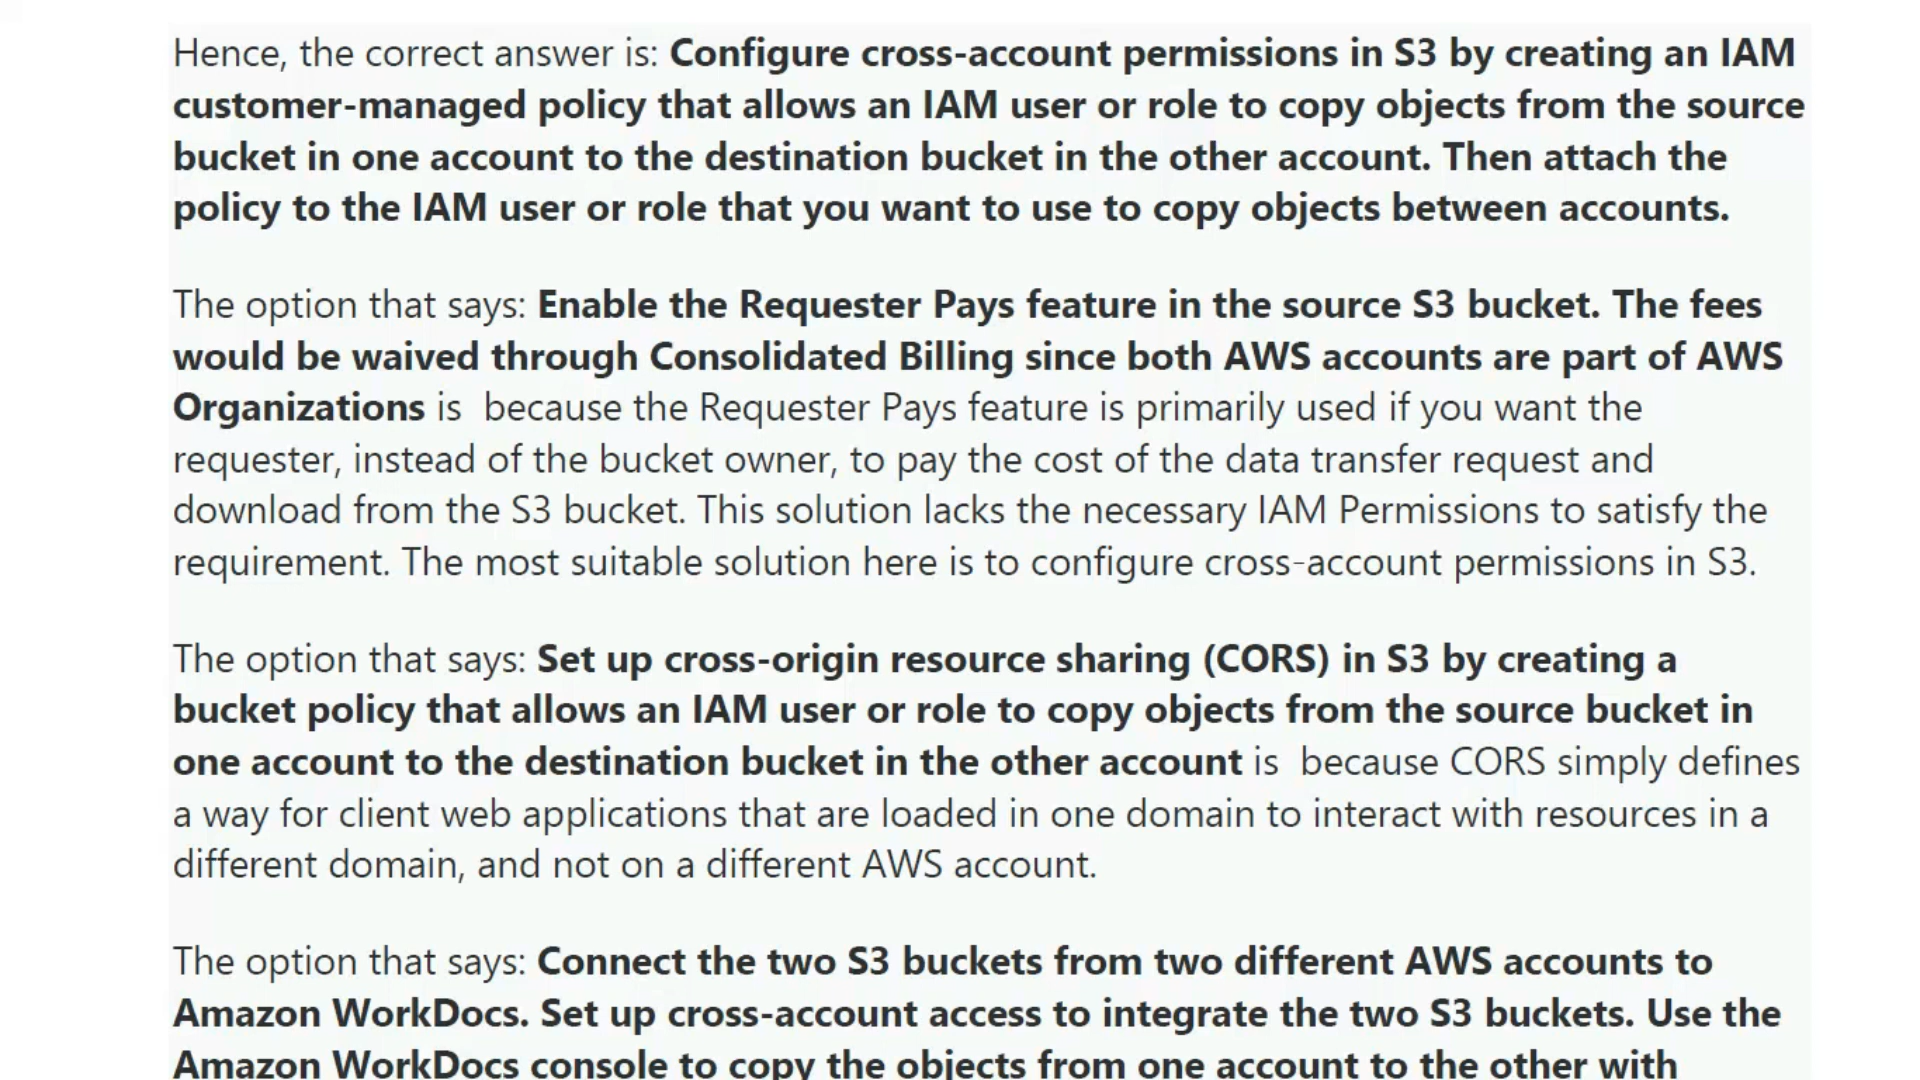 Hence, the correct answer is: Configure cross-account permissions in S3 by creating an IAM
customer-managed policy that allows an IAM user or role to copy objects from the source
bucket in one account to the destination bucket in the other account. Then attach the
policy to the IAM user or role that you want to use to copy objects between accounts.
The option that says: Enable the Requester Pays feature in the source S3 bucket. The fees
would be waived through Consolidated Billing since both AWS accounts are part of AWS
Organizations is  because the Requester Pays feature is primarily used if you want the
requester, instead of the bucket owner, to pay the cost of the data transfer request and
download from the S3 bucket. This solution lacks the necessary IAM Permissions to satisfy the
requirement. The most suitable solution here is to configure cross-account permissions in S3.
The option that says: Set up cross-origin resource sharing (CORS) in S3 by creating a
bucket policy that allows an IAM user or role to copy objects from the source bucket in
one account to the destination bucket in the other account is  because CORS simply defines
a way for client web applications that are loaded in one domain to interact with resources in a
different domain, and not on a different AWS account.
The option that says: Connect the two S3 buckets from two different AWS accounts to
Amazon WorkDocs. Set up cross-account access to integrate the two S3 buckets. Use the
Amazon WorkDocs console to copy the objects from one account to the other with